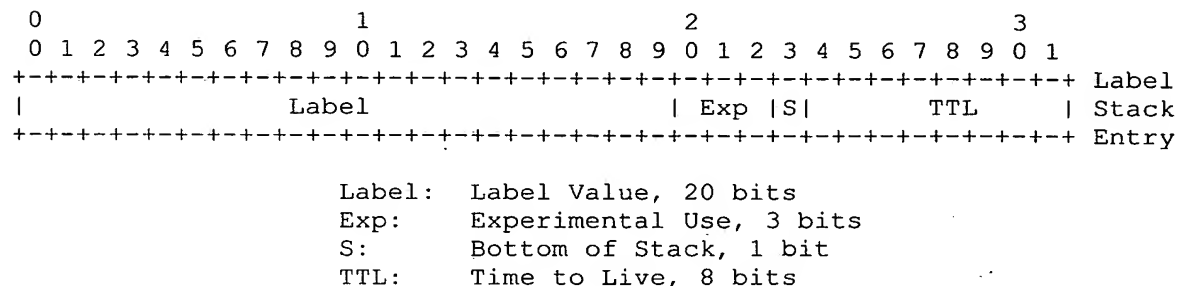 0                   1                   2                   3
0 1 2 3 4 5 6 7 8 9 0 1 2 3 4 5 6 7 8 9 0 1 2 3 4 5 6 7 8 9 0 1
+-+-+-+-+-+-+-+-+-+-+-+-+-+-+-+-+-+-+-+-+-+-+-+-+-+-+-+-+-+-+-+-+ Label
|                Label                  | Exp |S|      TTL      | Stack
+-+-+-+-+-+-+-+-+-+-+-+-+-+-+-+-+-+-+-+-+-+-+-+-+-+-+-+-+-+-+-+-+ Entry
Label: Label Value, 20 bits
Exp: Experimental Use, 3 bits
S: Bottom of Stack, 1 bit
TTL: Time to Live, 8 bits